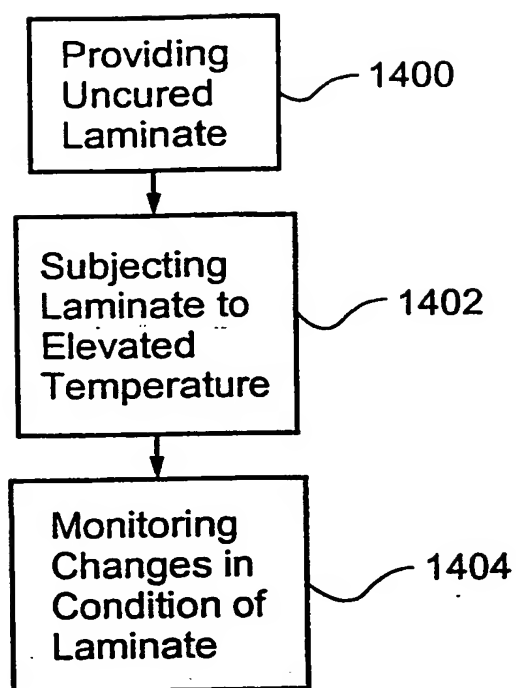 Providing
Uncured
Laminate
1400
Subjecting
Laminate to
Elevated
Temperature
1402
Monitoring
Changes in
Condition of
Laminate
1404